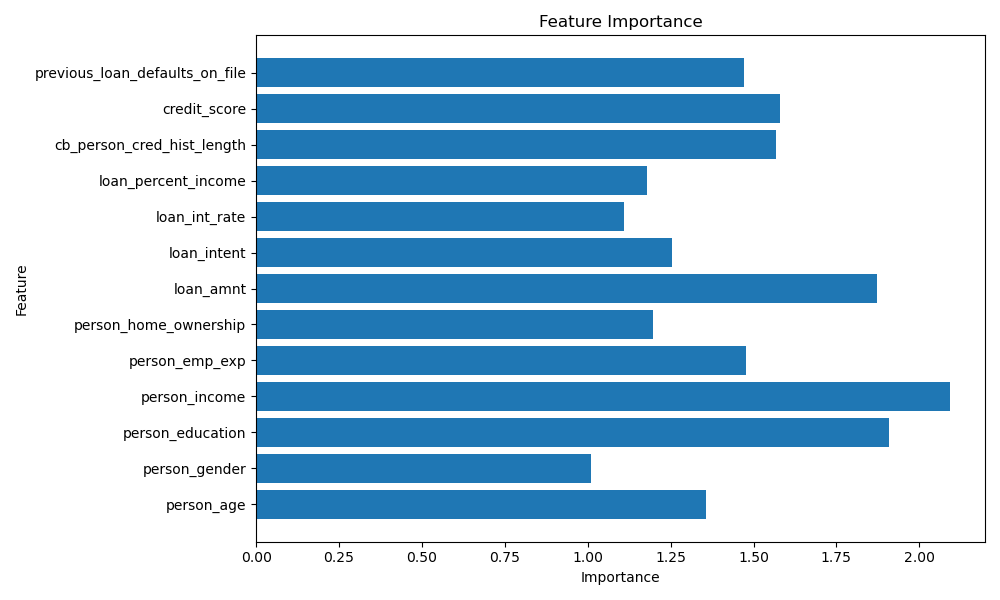 Feature Importance
previous_loan_defaults_on_file
credit_score
cb_person_cred_hist_length
loan_percent_income
loan_int_rate
loan_intent
loan_amnt
person_home_ownership
person_emp_exp
person_income
person_education
person_gender
person_age
Feature
0.00 0.25 0.50 0.75 1.00 1.25 1.50 1.75 2.00
Importance